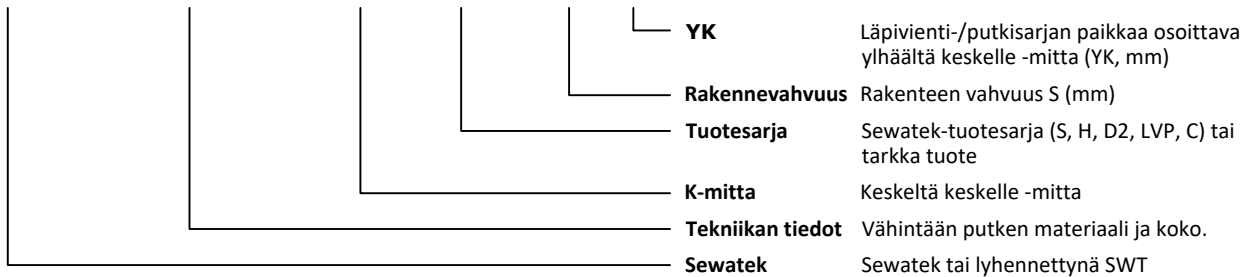 YK Läpivienti-/putkisarjan paikkaa osoittava
ylhäältä keskelle -mitta (YK, mm)
Rakennevahvuus Rakenteen vahvuus S (mm)
Tuotesarja Sewatek-tuotesarja (S, H, D2, LVP, C) tai
tarkka tuote
K-mitta Keskeltä keskelle -mitta
Tekniikan tiedot Vähintään putken materiaali ja koko.
Sewatek Sewatek tai lyhennettynä SWT